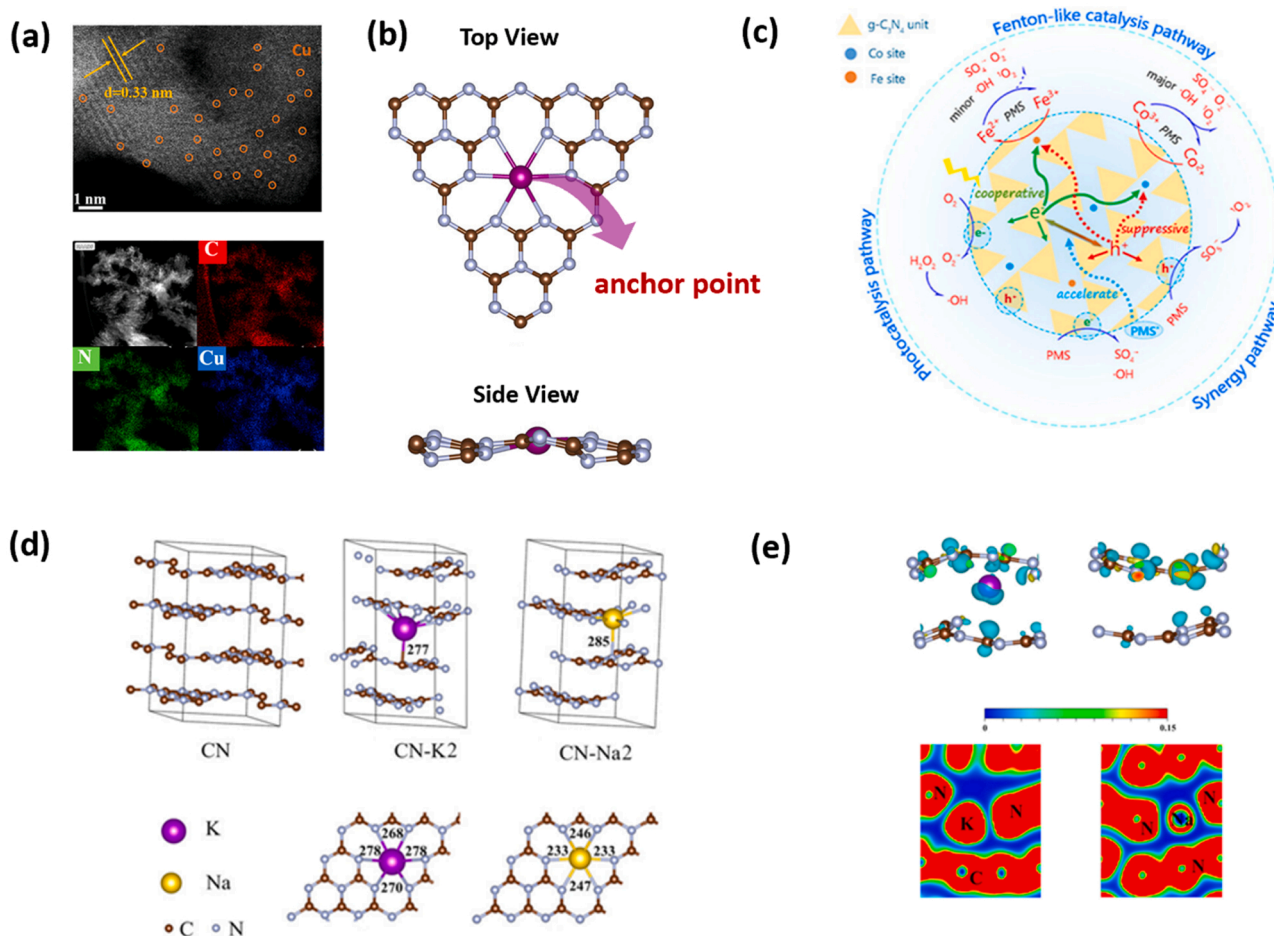 (a)
Cu
d=0.33 nm
1 nm
C
N
Cu
(b)
Top View
anchor point
Side View
(c)
g-C₃N₄ unit
Co site
Fe site
Fenton-like catalysis pathway
Photocatalysis pathway
Synergy pathway
SO₄⁻ O₂⁻
·OH ¹O₂
minor
PMS
Fe³⁺
Fe²⁺
major
SO₄⁻ O₂⁻
·OH ¹O₂
Co³⁺
PMS
Co²⁺
cooperative
e⁻
suppressive
h⁺
accelerate
O₂
e-
H₂O₂ O₂⁻
·OH
h⁺
h⁺
¹O₂
SO₅⁻
PMS
e
PMS*
PMS
SO₄⁻
·OH
(d)
277
285
CN
CN-K2
CN-Na2
K
Na
C
N
268
278
278
270
246
233
233
247
(e)
0
0.15
N
K
N
C
N
Na
N
N